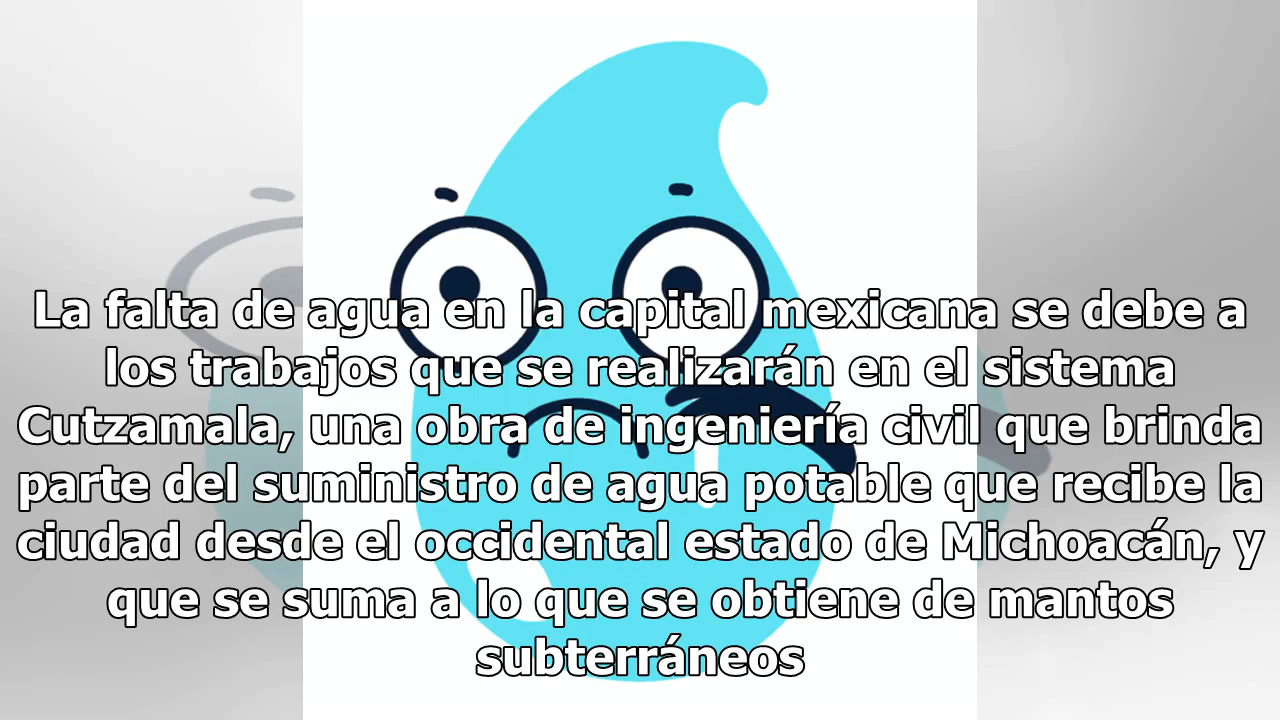 La falta de agua en la capital mexicana se debe a
los trabajos que se realizarán en el sistema
Cutzamala, una obra de ingeniería civil que brinda
parte del suministro de agua potable que recibe la
ciudad desde el occidental estado de Michoacán, y
que se suma a lo que se obtiene de mantos
subterráneos